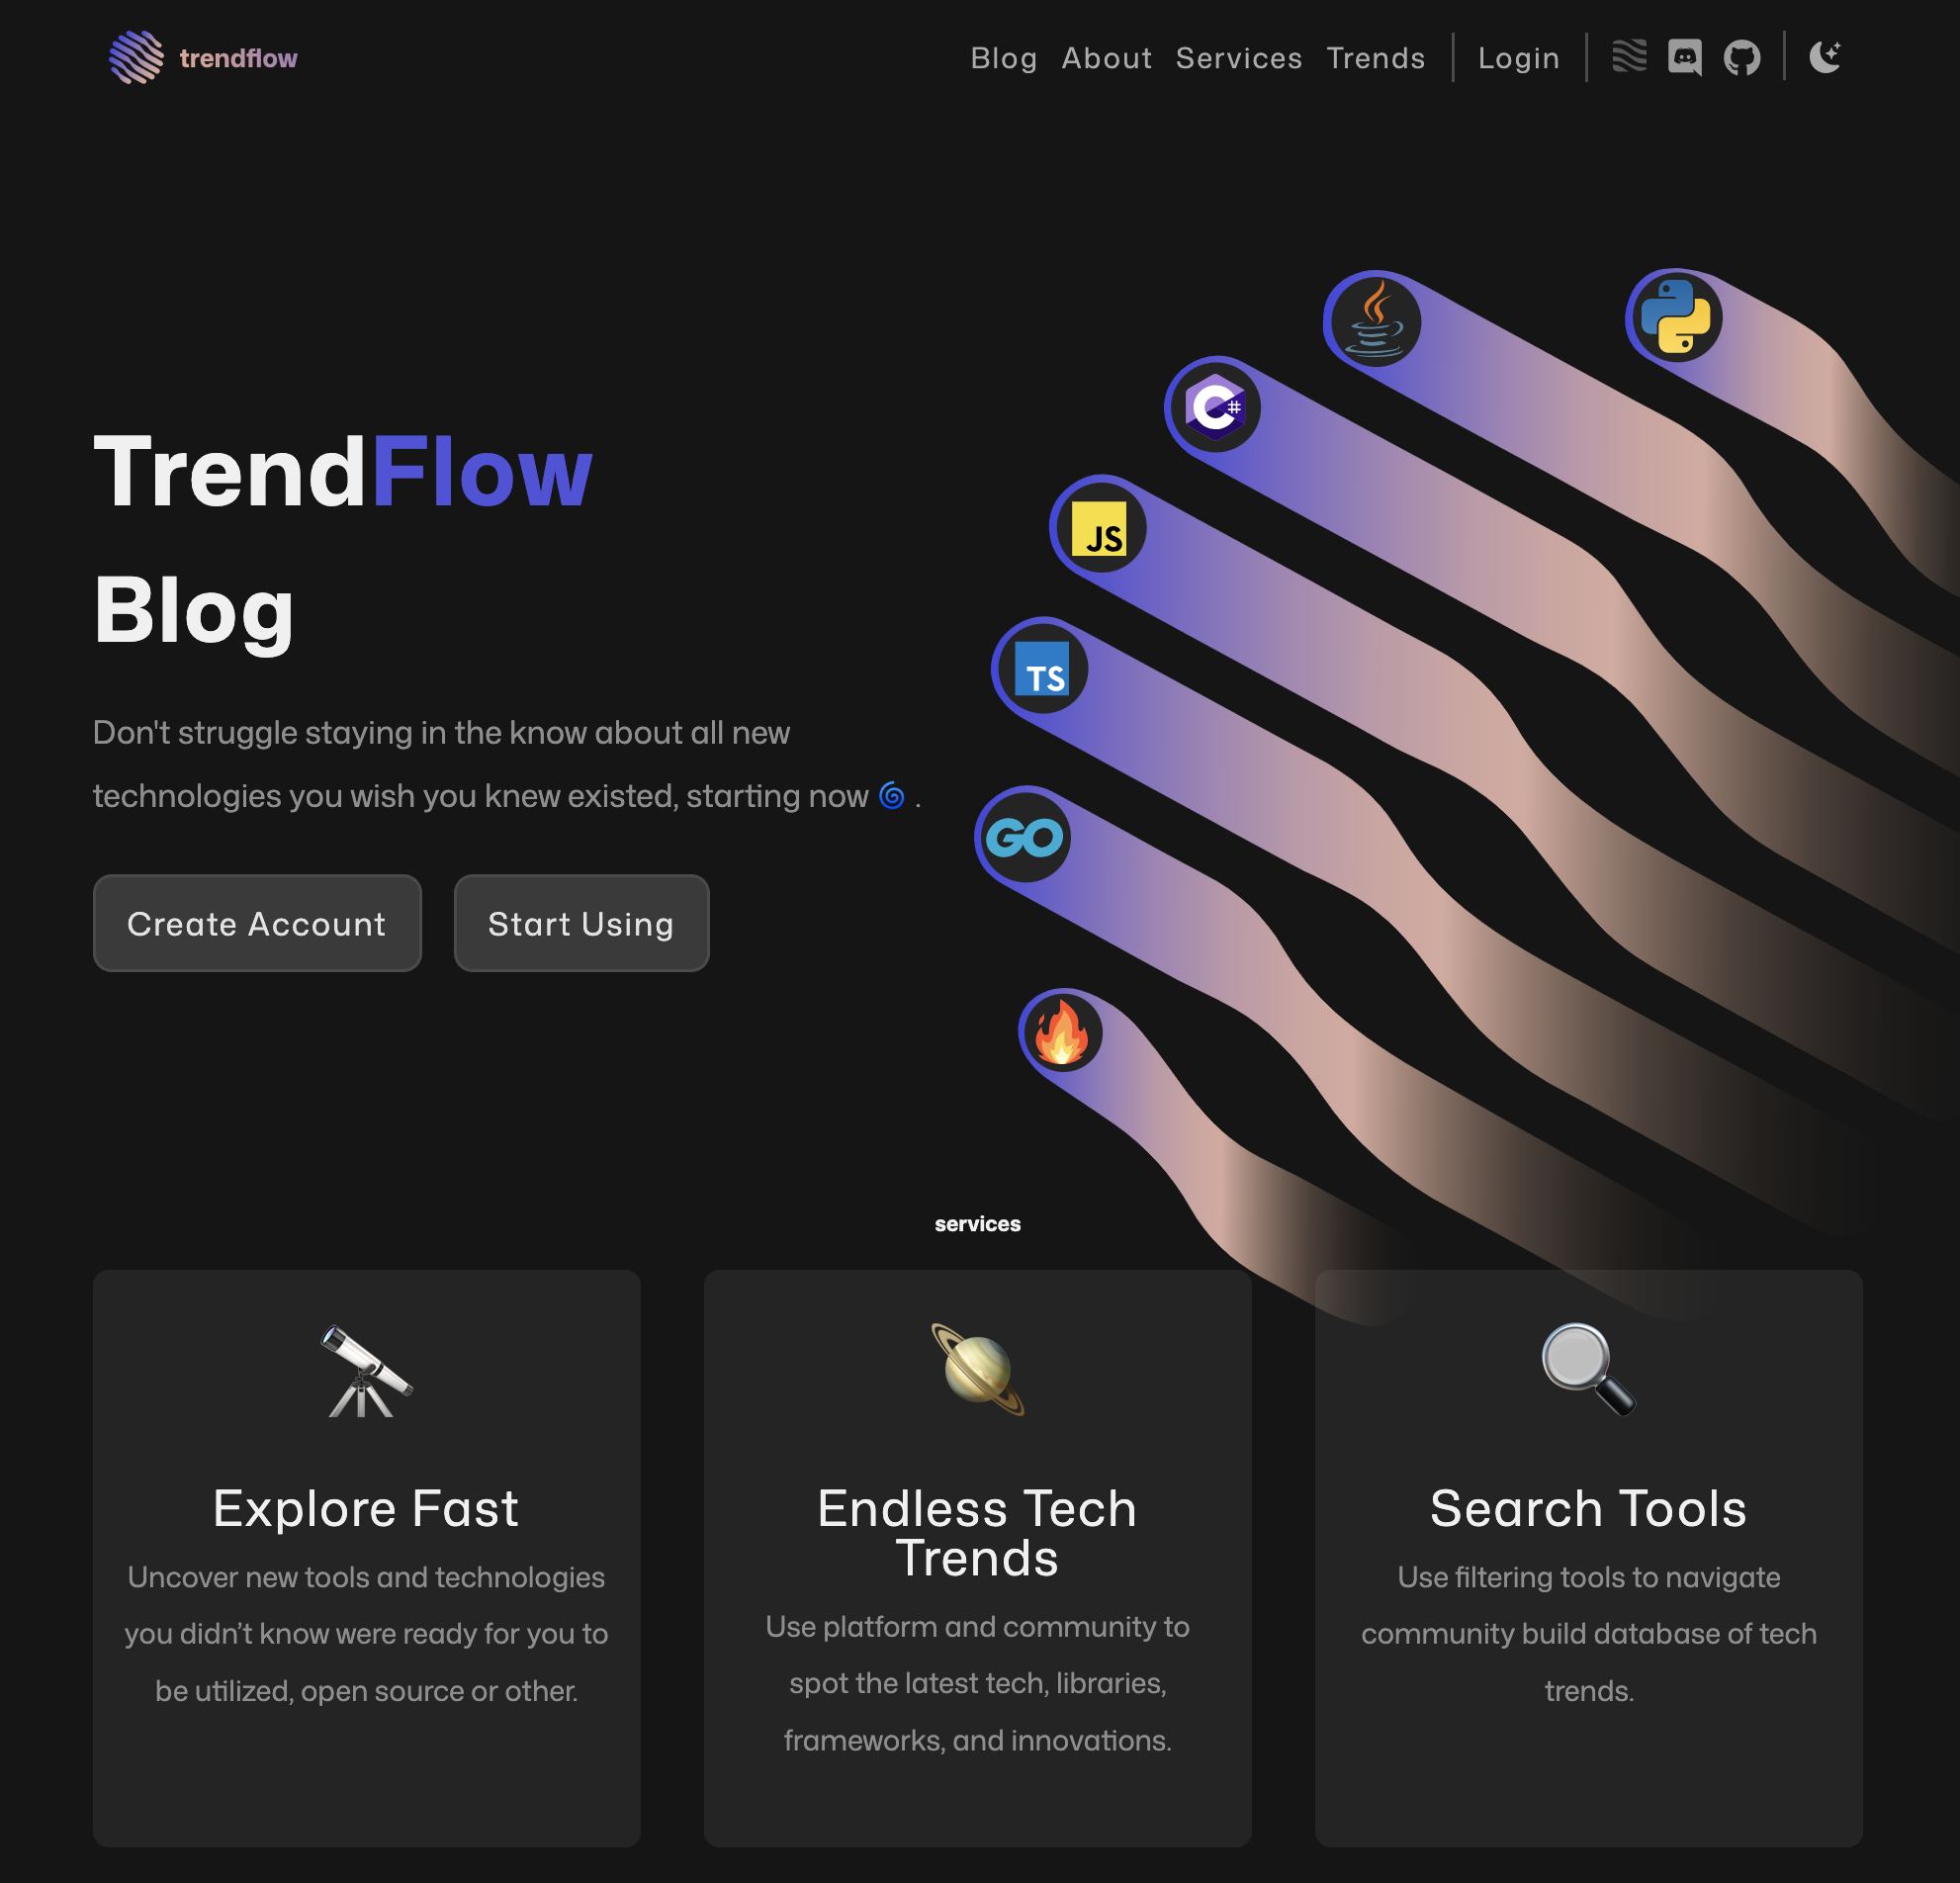 trendflow
Blog About Services Trends Login
TrendFlow
Blog
Don't struggle staying in the know about all new
technologies you wish you knew existed, starting now 🌀 .
Create Account
Start Using
JS
TS
GO
C#
services
Explore Fast
Uncover new tools and technologies
you didn’t know were ready for you to
be utilized, open source or other.
Endless Tech
Trends
Use platform and community to
spot the latest tech, libraries,
frameworks, and innovations.
Search Tools
Use filtering tools to navigate
community build database of tech
trends.